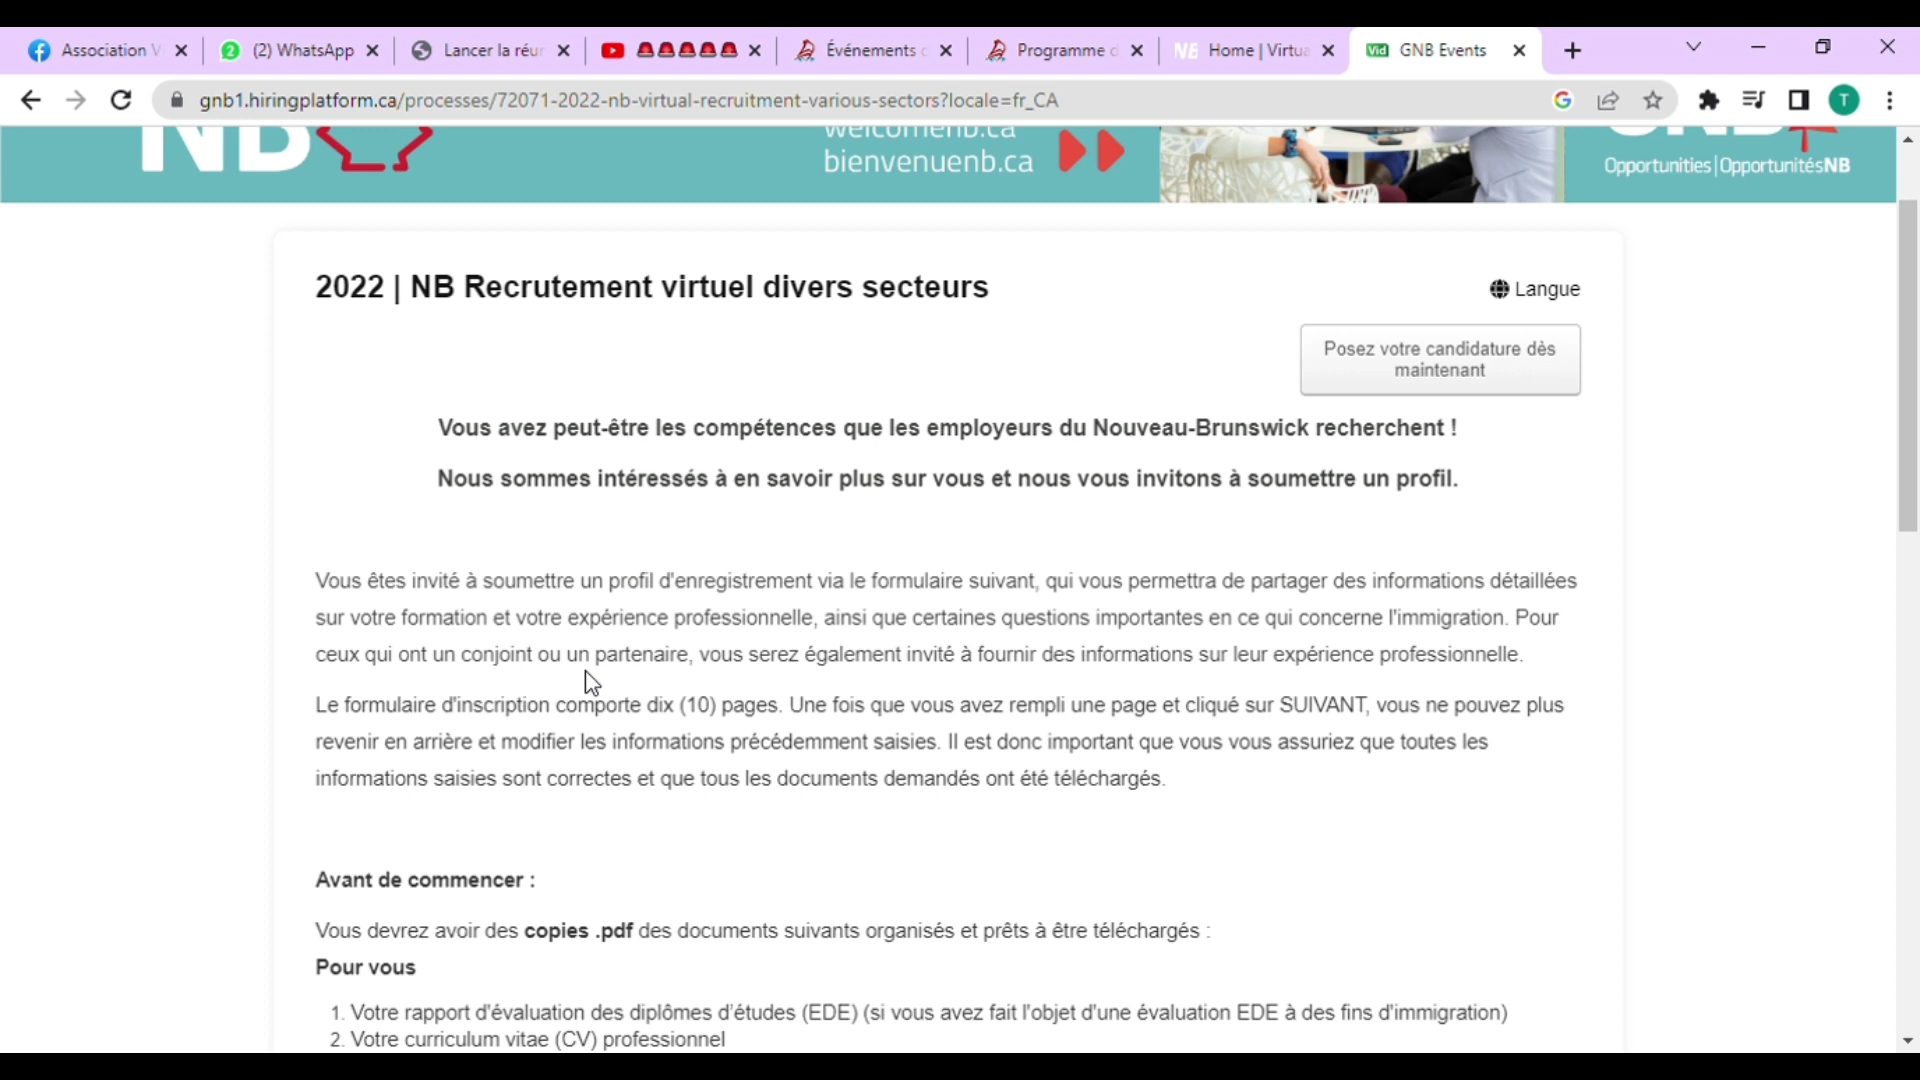 Association V
(2) WhatsApp
Lancer la réu
Événements
Programme
NB Home | Virtua
Vid GNB Events
gnb1.hiringplatform.ca/processes/72071-2022-nb-virtual-recruitment-various-sectors?locale=fr_CA
T
NB
welcomenb.ca
bienvenuenb.ca
GNB
Opportunities|OpportunitésNB
2022 | NB Recrutement virtuel divers secteurs
Langue
Posez votre candidature dès
maintenant
Vous avez peut-être les compétences que les employeurs du Nouveau-Brunswick recherchent !
Nous sommes intéressés à en savoir plus sur vous et nous vous invitons à soumettre un profil.
Vous êtes invité à soumettre un profil d'enregistrement via le formulaire suivant, qui vous permettra de partager des informations détaillées
sur votre formation et votre expérience professionnelle, ainsi que certaines questions importantes en ce qui concerne l'immigration. Pour
ceux qui ont un conjoint ou un partenaire, vous serez également invité à fournir des informations sur leur expérience professionnelle.
Le formulaire d'inscription comporte dix (10) pages. Une fois que vous avez rempli une page et cliqué sur SUIVANT, vous ne pouvez plus
revenir en arrière et modifier les informations précédemment saisies. Il est donc important que vous vous assuriez que toutes les
informations saisies sont correctes et que tous les documents demandés ont été téléchargés.
Avant de commencer :
Vous devrez avoir des copies .pdf des documents suivants organisés et prêts à être téléchargés :
Pour vous
1. Votre rapport d'évaluation des diplômes d'études (EDE) (si vous avez fait l'objet d'une évaluation EDE à des fins d'immigration)
2. Votre curriculum vitae (CV) professionnel